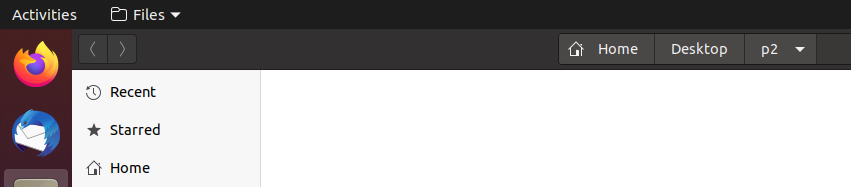 Activities Files
Home Desktop p2
Recent
Starred
Home